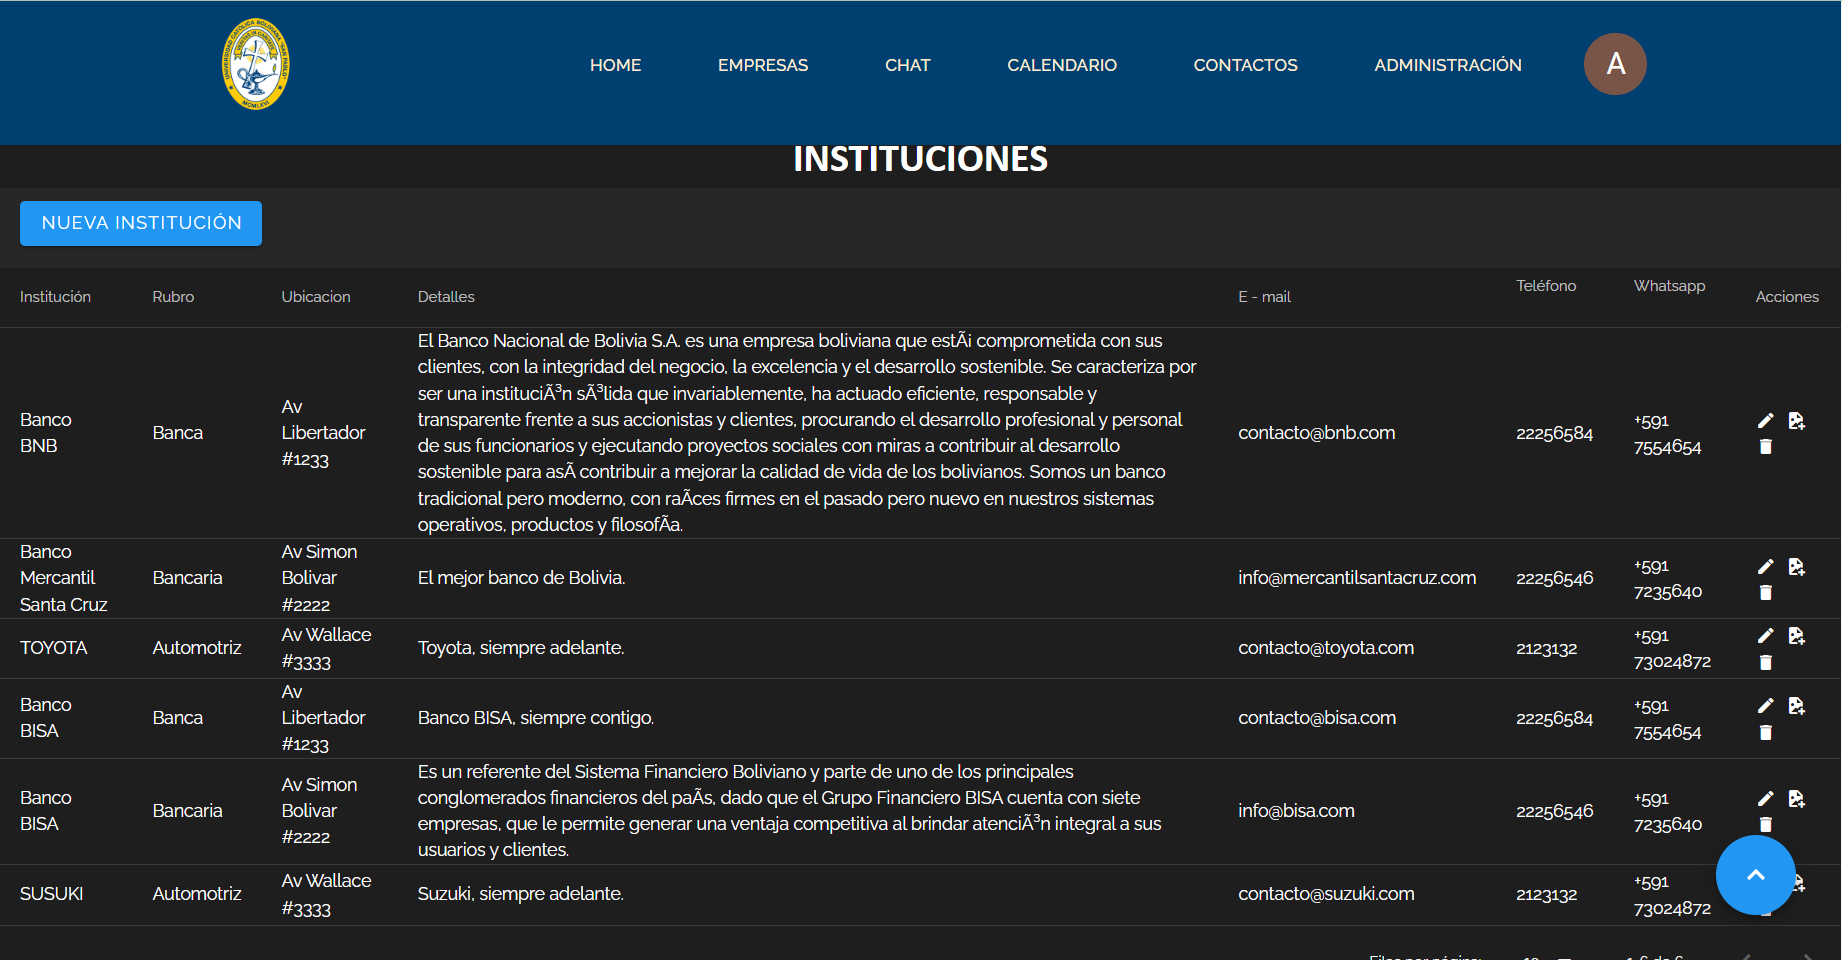 HOME EMPRESAS CHAT CALENDARIO CONTACTOS ADMINISTRACIÓN A
INSTITUCIONES
NUEVA INSTITUCIÓN
Institución Rubro Ubicacion Detalles E - mail Teléfono Whatsapp Acciones
Banco
BNB
Banca
Av
Libertador
#1233
El Banco Nacional de Bolivia S.A. es una empresa boliviana que estÃ¡ comprometida con sus
clientes, con la integridad del negocio, la excelencia y el desarrollo sostenible. Se caracteriza por
ser una instituciÃ³n sÃ³lida que invariablemente, ha actuado eficiente, responsable y
transparente frente a sus accionistas y clientes, procurando el desarrollo profesional y personal
de sus funcionarios y ejecutando proyectos sociales con miras a contribuir al desarrollo
sostenible para asÃ contribuir a mejorar la calidad de vida de los bolivianos. Somos un banco
tradicional pero moderno, con raÃces firmes en el pasado pero nuevo en nuestros sistemas
operativos, productos y filosofÃa.
contacto@bnb.com
22256584
+591
7554654
Banco
Mercantil
Santa Cruz
Bancaria
Av Simon
Bolivar
#2222
El mejor banco de Bolivia.
info@mercantilsantacruz.com
22256546
+591
7235640
TOYOTA
Automotriz
Av Wallace
#3333
Toyota, siempre adelante.
contacto@toyota.com
2123132
+591
73024872
Banco
BISA
Banca
Av
Libertador
#1233
Banco BISA, siempre contigo.
contacto@bisa.com
22256584
+591
7554654
Banco
BISA
Bancaria
Av Simon
Bolivar
#2222
Es un referente del Sistema Financiero Boliviano y parte de uno de los principales
conglomerados financieros del paÃs, dado que el Grupo Financiero BISA cuenta con siete
empresas, que le permite generar una ventaja competitiva al brindar atenciÃ³n integral a sus
usuarios y clientes.
info@bisa.com
22256546
+591
7235640
SUSUKI
Automotriz
Av Wallace
#3333
Suzuki, siempre adelante.
contacto@suzuki.com
2123132
+591
73024872